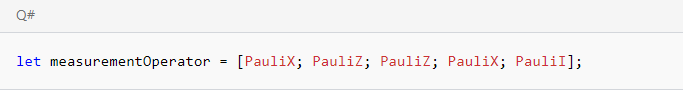 Q#
let measurementOperator = [PauliX; PauliZ; PauliZ; PauliX; PauliI];